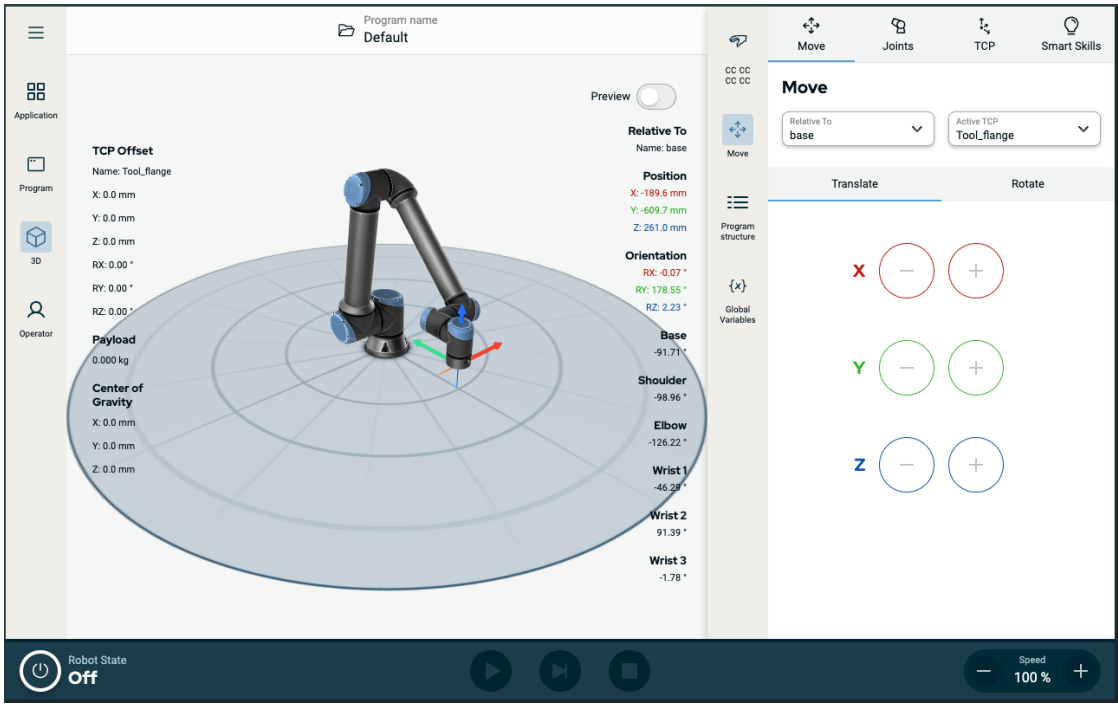 Program name
Default
Application
Program
3D
Operator
TCP Offset
Name: Tool_flange
X: 0.0 mm
Y: 0.0 mm
Z: 0.0 mm
RX: 0.00 °
RY: 0.00 °
RZ: 0.00 °
Payload
0.000 kg
Center of
Gravity
X: 0.0 mm
Y: 0.0 mm
Z: 0.0 mm
Preview
Relative To
Name: base
Position
X: -189.6 mm
Y: -609.7 mm
Z: 261.0 mm
Orientation
RX: -0.07 °
RY: 178.55 °
RZ: 2.23 °
Base
-91.71 °
Shoulder
-98.96 °
Elbow
-126.22 °
Wrist 1
-46.29 °
Wrist 2
91.39 °
Wrist 3
-1.78 °
CC CC
CC CC
Move
Program
structure
{x}
Global
Variables
Move
Joints
TCP
Smart Skills
Move
Relative To
base
Active TCP
Tool_flange
Translate
Rotate
X
Y
Z
Robot State
Off
Speed
100 %